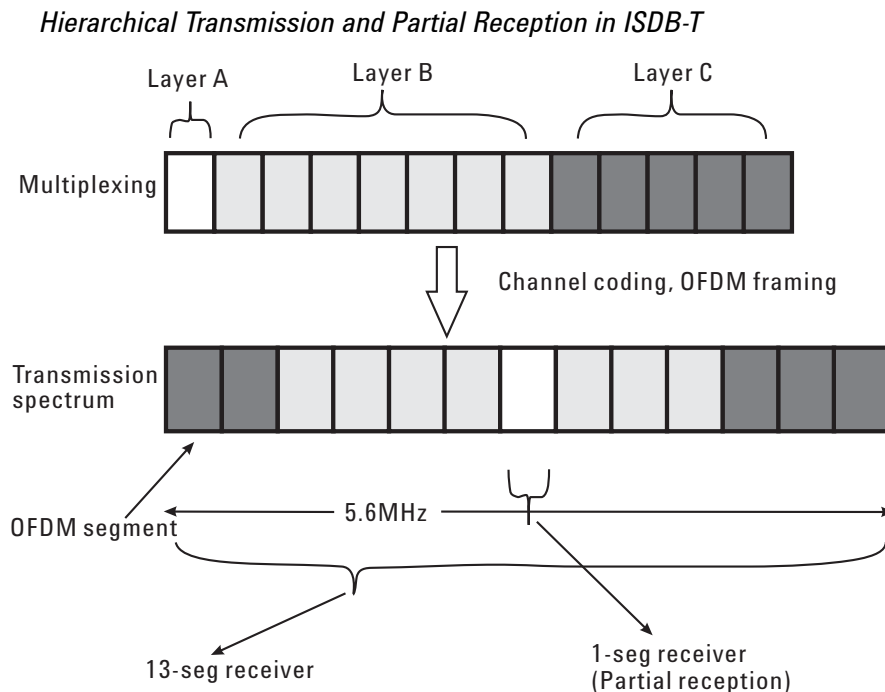 Hierarchical Transmission and Partial Reception in ISDB-T
Layer A
Layer B
Layer C
Multiplexing
Channel coding, OFDM framing
Transmission
spectrum
OFDM segment
5.6MHz
13-seg receiver
1-seg receiver
(Partial reception)